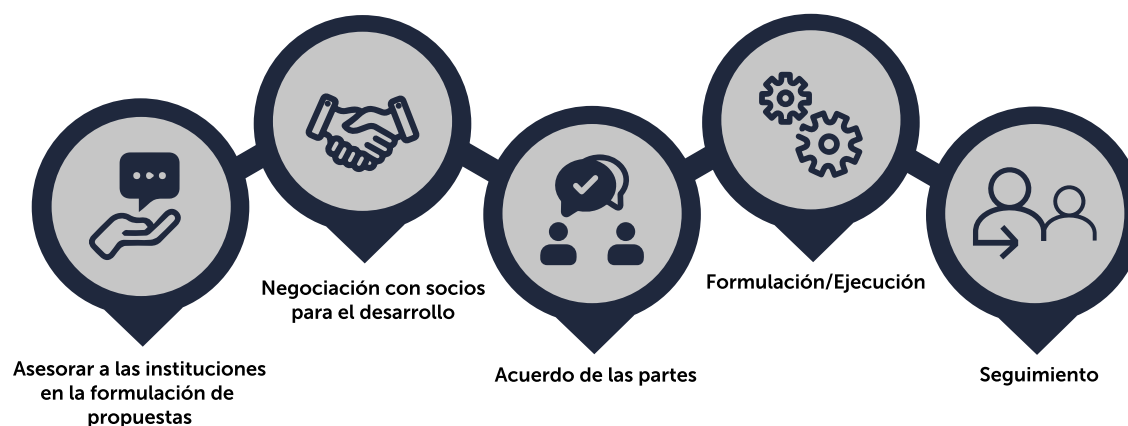 Asesorar a las instituciones
en la formulación de
propuestas
Negociación con socios
para el desarrollo
Acuerdo de las partes
Formulación/Ejecución
Seguimiento